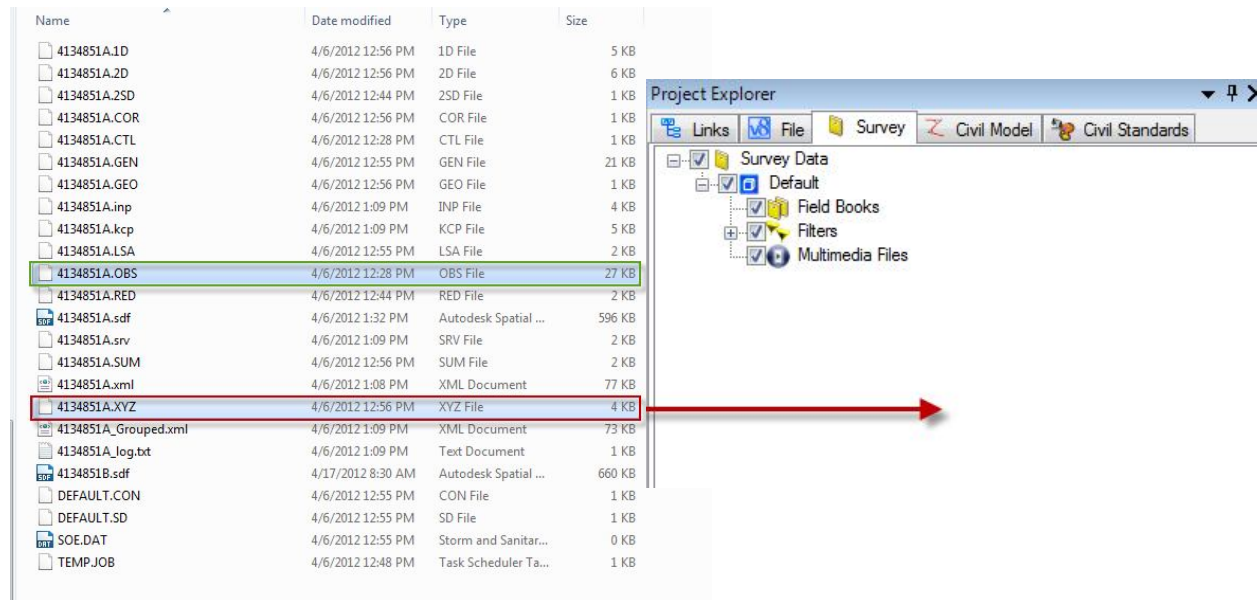 Name Date modified Type Size
4134851A.1D 4/6/2012 12:56 PM 1D File 5 KB
4134851A.2D 4/6/2012 12:56 PM 2D File 6 KB
4134851A.2SD 4/6/2012 12:44 PM 2SD File 1 KB
4134851A.COR 4/6/2012 12:56 PM COR File 1 KB
4134851A.CTL 4/6/2012 12:28 PM CTL File 1 KB
4134851A.GEN 4/6/2012 12:55 PM GEN File 21 KB
4134851A.GEO 4/6/2012 12:56 PM GEO File 1 KB
4134851A.inp 4/6/2012 1:09 PM INP File 4 KB
4134851A.kcp 4/6/2012 1:09 PM KCP File 5 KB
4134851A.LSA 4/6/2012 12:55 PM LSA File 2 KB
4134851A.OBS 4/6/2012 12:28 PM OBS File 27 KB
4134851A.RED 4/6/2012 12:44 PM RED File 2 KB
4134851A.sdf 4/6/2012 1:32 PM Autodesk Spatial ... 596 KB
4134851A.srv 4/6/2012 1:09 PM SRV File 2 KB
4134851A.SUM 4/6/2012 12:56 PM SUM File 2 KB
4134851A.xml 4/6/2012 1:08 PM XML Document 77 KB
4134851A.XYZ 4/6/2012 12:56 PM XYZ File 4 KB
4134851A_Grouped.xml 4/6/2012 1:09 PM XML Document 73 KB
4134851A_log.txt 4/6/2012 1:09 PM Text Document 1 KB
4134851B.sdf 4/17/2012 8:30 AM Autodesk Spatial ... 660 KB
DEFAULT.CON 4/6/2012 12:55 PM CON File 1 KB
DEFAULT.SD 4/6/2012 12:55 PM SD File 1 KB
SOE.DAT 4/6/2012 12:55 PM Storm and Sanitar... 0 KB
TEMP.JOB 4/6/2012 12:48 PM Task Scheduler Ta... 1 KB
Project Explorer
Links File Survey Civil Model Civil Standards
Survey Data
Default
Field Books
Filters
Multimedia Files